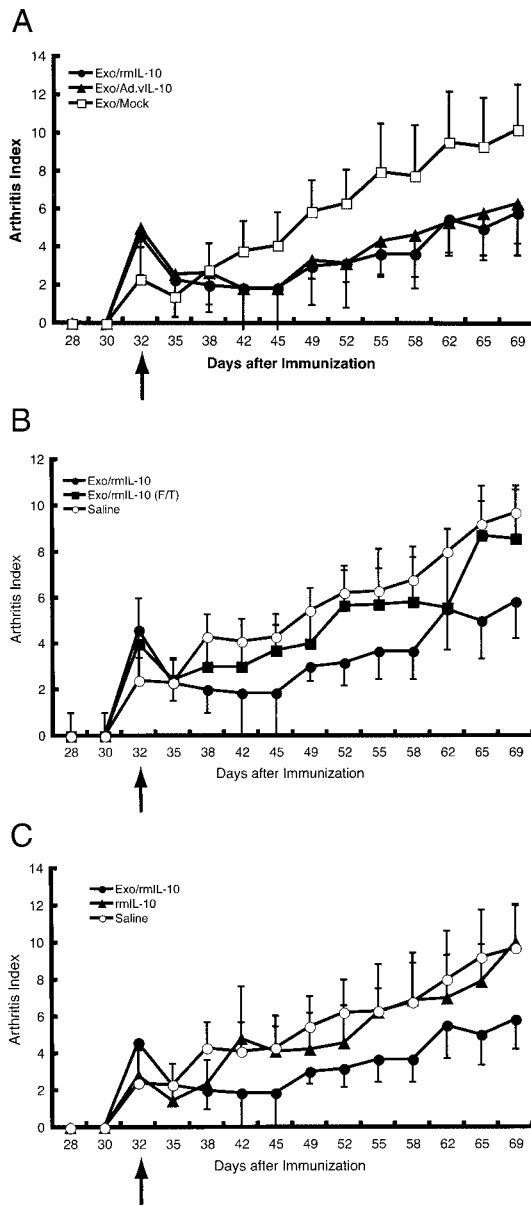 A
14
12
10
8
6
4
2
0
Arthritis Index
Exo/rmIL-10
Exo/Ad.vIL-10
Exo/Mock
28 30 32 35 38 42 45 49 52 55 58 62 65 69
Days after Immunization
B
12
10
8
6
4
2
0
Arthritis Index
Exo/rmIL-10
Exo/rmIL-10 (F/T)
Saline
28 30 32 35 38 42 45 49 52 55 58 62 65 69
Days after Immunization
C
14
12
10
8
6
4
2
0
Arthritis Index
Exo/rmIL-10
rmIL-10
Saline
28 30 32 35 38 42 45 49 52 55 58 62 65 69
Days after Immunization